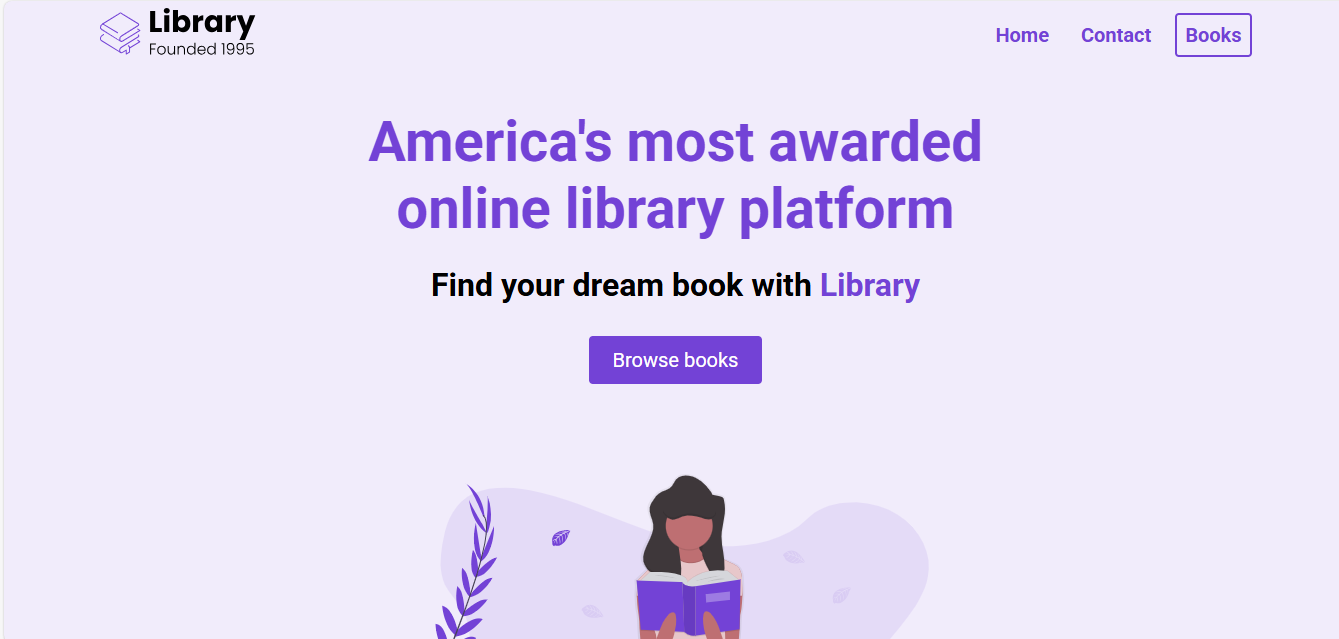 Library
Founded 1995
Home
Contact
Books
America's most awarded
online library platform
Find your dream book with Library
Browse books